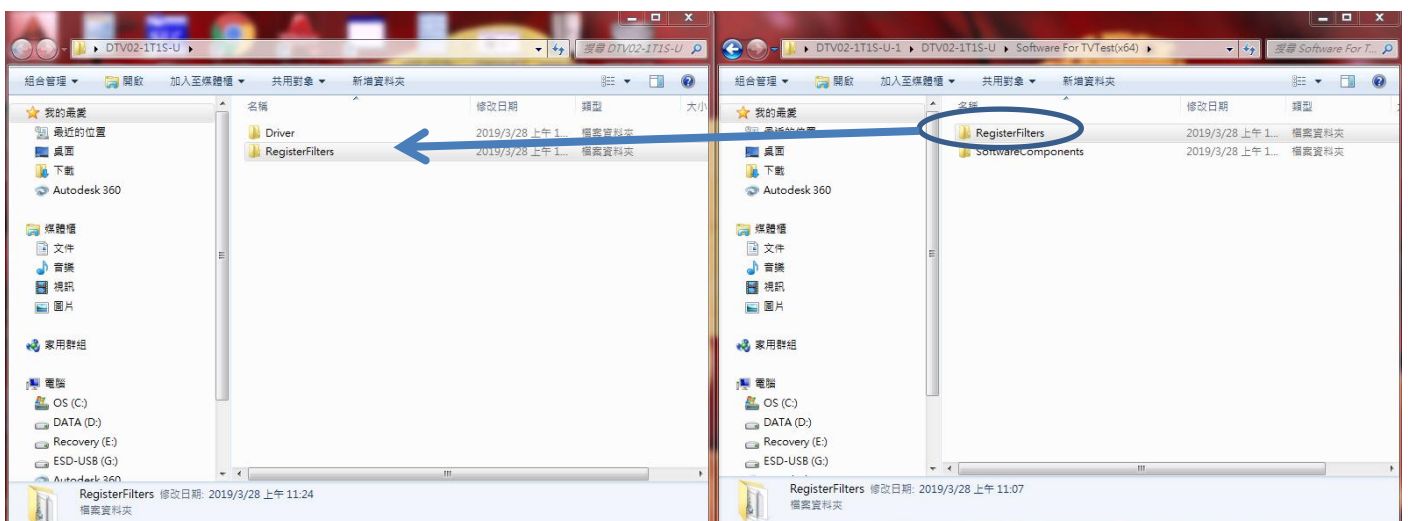 DTV02-1T1S-U
搜尋 DTV02-1T1S-U
組合管理 開啟 加入至媒體櫃 共用對象 新增資料夾
名稱 修改日期 類型 大小
我的最愛
最近的位置
桌面
下載
Autodesk 360
媒體櫃
文件
音樂
視訊
圖片
家用群組
電腦
OS (C:)
DATA (D:)
Recovery (E:)
ESD-USB (G:)
Autodesk 360
Driver 2019/3/28 上午 1... 檔案資料夾
RegisterFilters 2019/3/28 上午 1... 檔案資料夾
RegisterFilters 修改日期: 2019/3/28 上午 11:24
檔案資料夾
DTV02-1T1S-U-1 DTV02-1T1S-U Software For TVTest(x64)
搜尋 Software For T...
組合管理 開啟 加入至媒體櫃 共用對象 新增資料夾
名稱 修改日期 類型
我的最愛
最近的位置
桌面
下載
Autodesk 360
媒體櫃
文件
音樂
視訊
圖片
家用群組
電腦
OS (C:)
DATA (D:)
Recovery (E:)
ESD-USB (G:)
RegisterFilters 2019/3/28 上午 1... 檔案資料夾
SoftwareComponents 2019/3/28 上午 1... 檔案資料夾
RegisterFilters 修改日期: 2019/3/28 上午 11:07
檔案資料夾